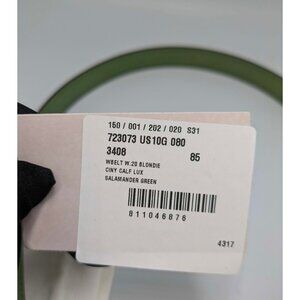 150 / 001 / 202 / 020 S31
723073 US10G 080
3408 85
WBELT W.20 BLONDIE
CINY CALF LUX
SALAMANDER GREEN
811046876
4317